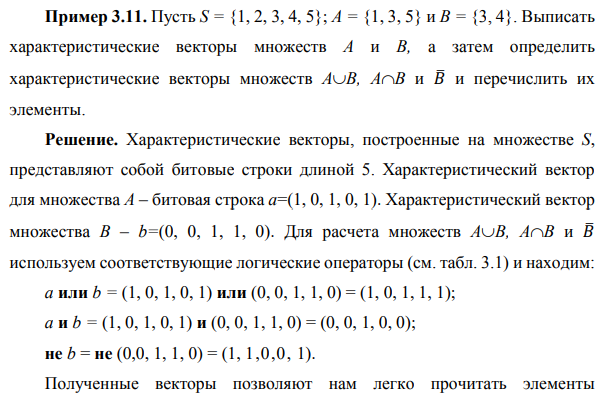 Пример 3.11. Пусть S = {1, 2, 3, 4, 5}; A = {1, 3, 5} и B = {3, 4}. Выписать
характеристические векторы множеств A и B, а затем определить
характеристические векторы множеств A∪B, A∩B и B̅ и перечислить их
элементы.
Решение. Характеристические векторы, построенные на множестве S,
представляют собой битовые строки длиной 5. Характеристический вектор
для множества A – битовая строка a=(1, 0, 1, 0, 1). Характеристический вектор
множества B – b=(0, 0, 1, 1, 0). Для расчета множеств A∪B, A∩B и B̅
используем соответствующие логические операторы (см. табл. 3.1) и находим:
a или b = (1, 0, 1, 0, 1) или (0, 0, 1, 1, 0) = (1, 0, 1, 1, 1);
a и b = (1, 0, 1, 0, 1) и (0, 0, 1, 1, 0) = (0, 0, 1, 0, 0);
не b = не (0,0, 1, 1, 0) = (1, 1,0,0, 1).
Полученные векторы позволяют нам легко прочитать элементы